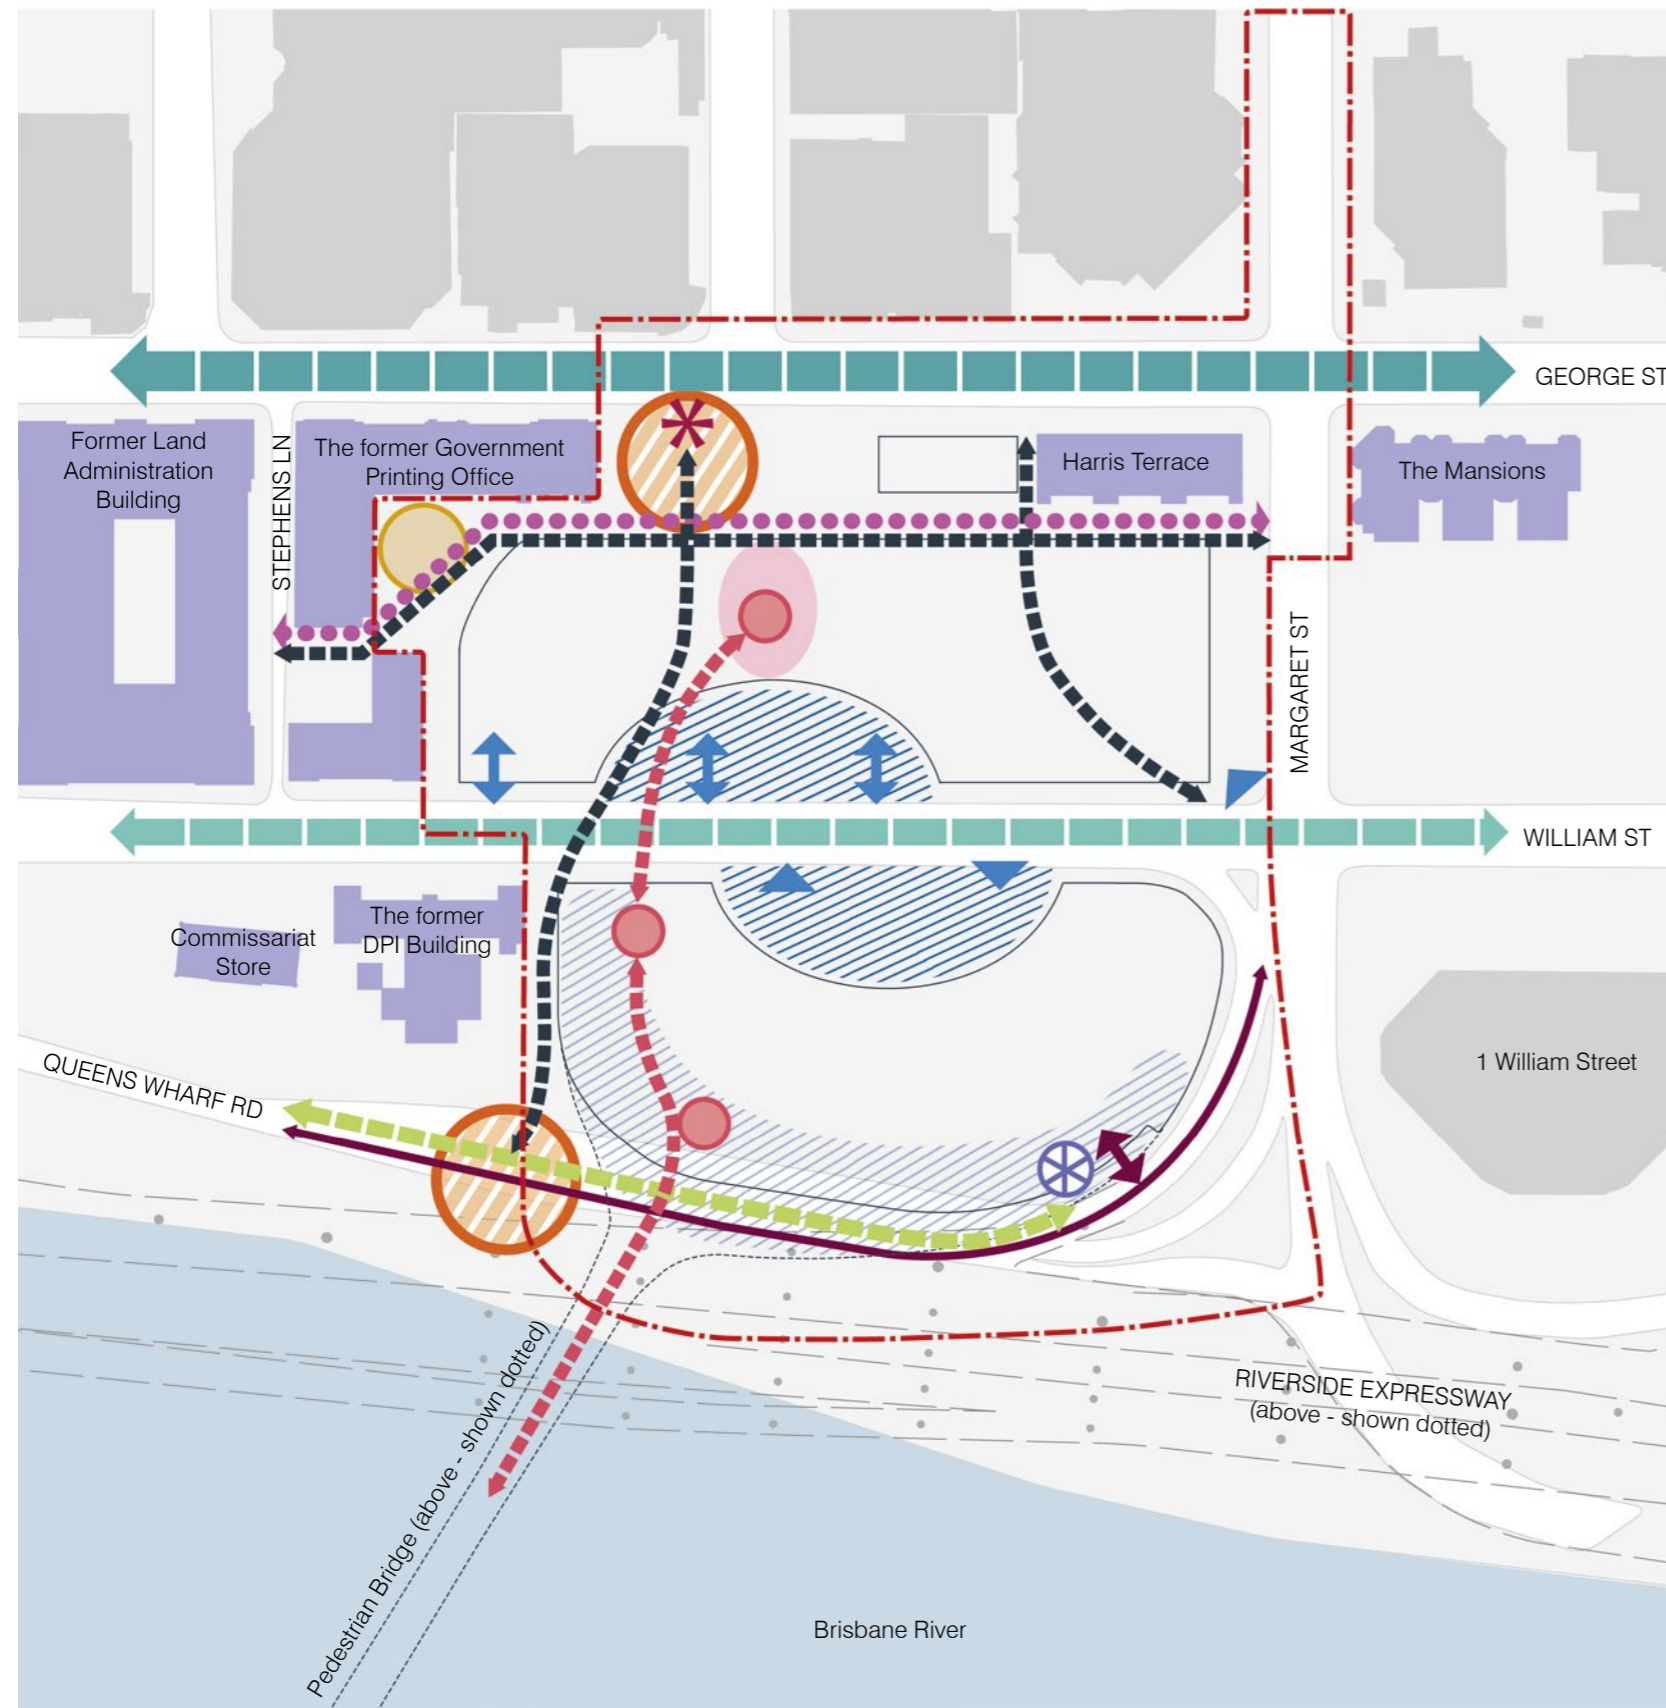 GEORGE ST
Former Land
Administration
Building
STEPHENS LN
The former Government
Printing Office
Harris Terrace
The Mansions
MARGARET ST
WILLIAM ST
Commissariat
Store
The former
DPI Building
QUEENS WHARF RD
1 William Street
Pedestrian Bridge (above - shown dotted)
RIVERSIDE EXPRESSWAY
(above - shown dotted)
Brisbane River